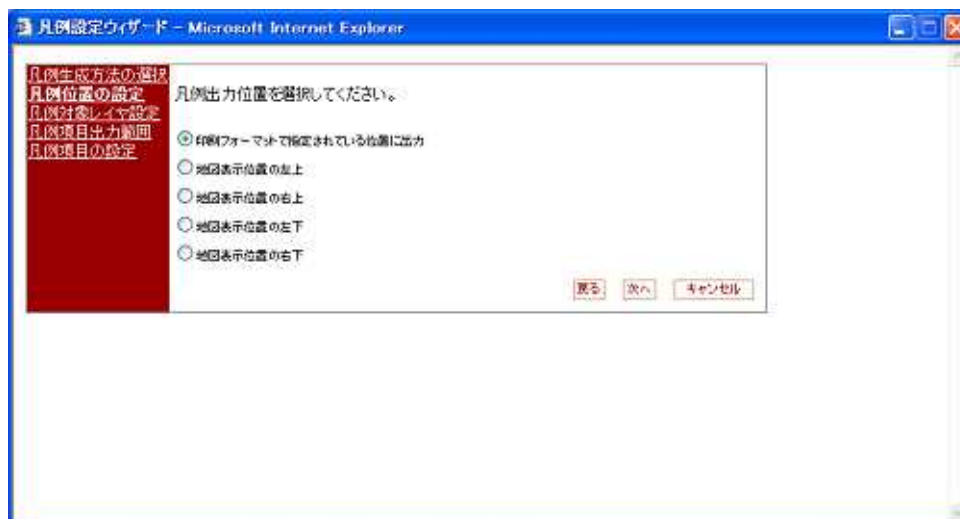 凡例設定ウィザード - Microsoft Internet Explorer
凡例生成方法の選択
凡例位置の設定
凡例対象レイヤ設定
凡例項目出力範囲
凡例項目の設定
凡例出力位置を選択してください。
印刷フォーマットで指定されている位置に出力
地図表示位置の左上
地図表示位置の右上
地図表示位置の左下
地図表示位置の右下
戻る
次へ
キャンセル